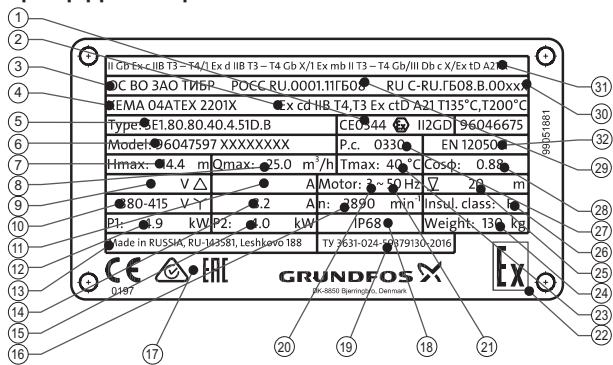 II Gb Ex c IIB T3 – T4/1 Ex d IIB T3 – T4 Gb X/1 Ex mb II T3 – T4 Gb/III Db c X/Ex tD A21
ОС ВО ЗАО ТИБР РОСС RU.0001.11ГБ08 RU C-RU.ГБ08.В.00xxx
KEMA 04ATEX 2201X Ex cd IIB T4,T3 Ex ctD A21 T135°C,T200°C
Type: SE1.80.80.40.4.51D.B CE0344 Ex II2GD 96046675
Model: 96047597 XXXXXXXX P.c. 0330 EN 12050
Hmax: 14.4 m Qmax: 25.0 m³/h Tmax: 40 °C Cosφ: 0.88
V △ A Motor: 3 ~ 50 Hz 20 m
380-415 V Y 8.2 A n: 2890 min⁻¹ Insul. class:
P1: 4.9 kW P2: 4.0 kW IP68 Weight: 130 kg
Made in RUSSIA, RU-143581, Leshkovo 188 ТУ 3631-024-59379130-2016
99051881
CE 0197 EAC GRUNDFOS Ex
DK-8850 Bjerringbro, Denmark
1
2
3
4
5
6
7
8
9
10
11
12
13
14
15
16
17
18
19
20
21
22
23
24
25
26
27
28
29
30
31
32